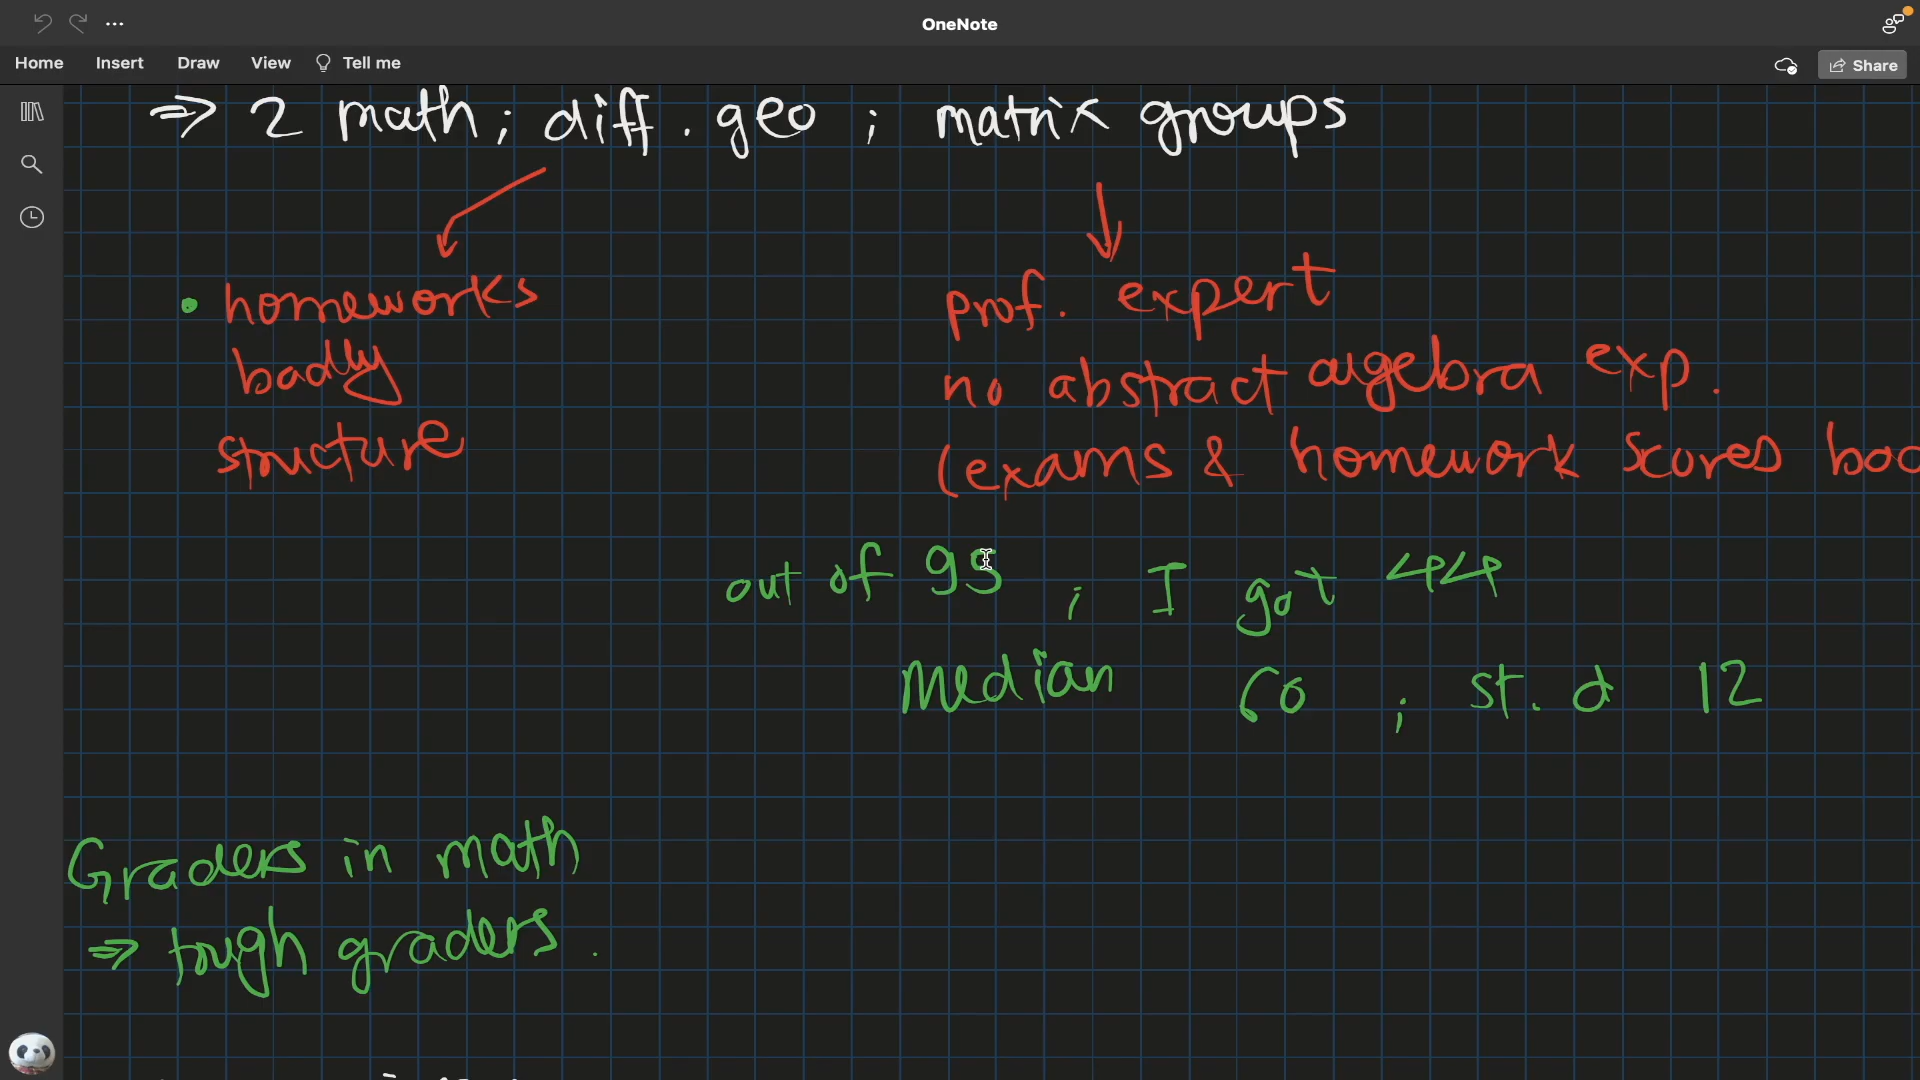 OneNote
Home Insert Draw View Tell me
Share
⇒ 2 math ; diff. geo ; matrix groups
• homeworks
badly
structure
prof. expert
no abstract algebra exp.
(exams & homework scores
out of 95 ; I got 44
Median 60 ; st. d 12
Graders in math
⇒ tough graders.